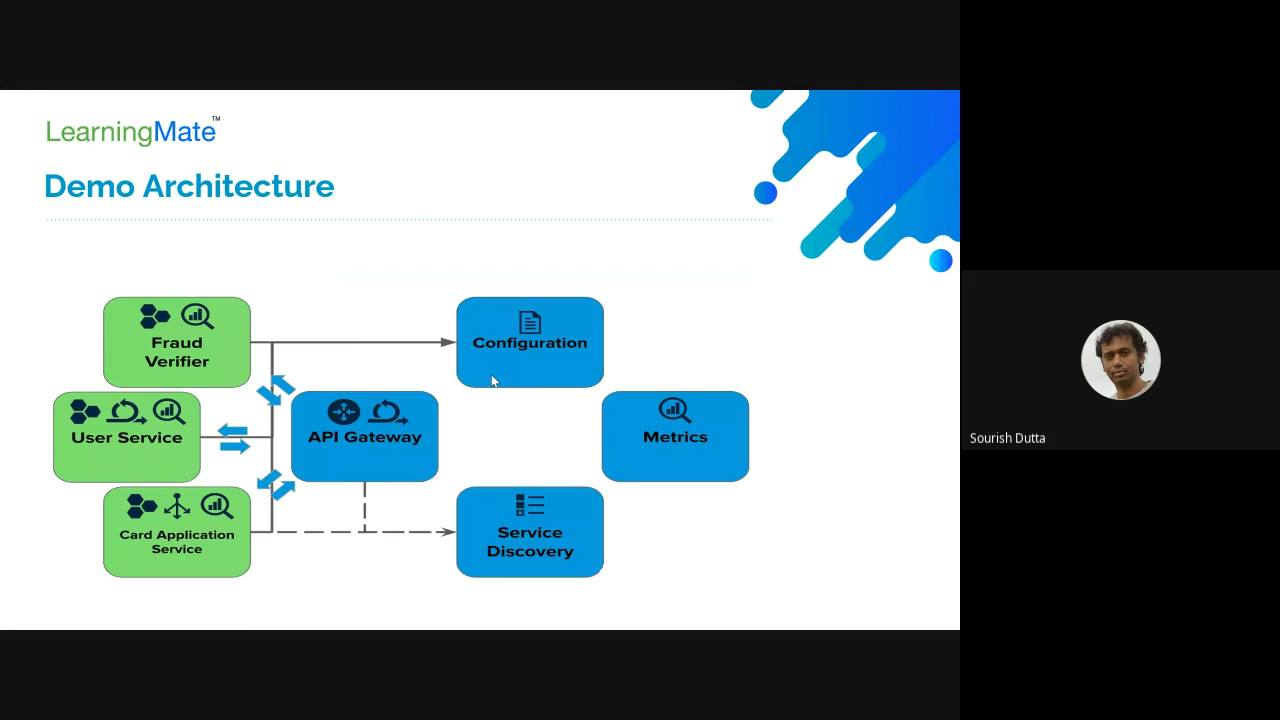 LearningMate™
Demo Architecture
Fraud
Verifier
Configuration
User Service
API Gateway
Metrics
Card Application
Service
Service
Discovery
Sourish Dutta